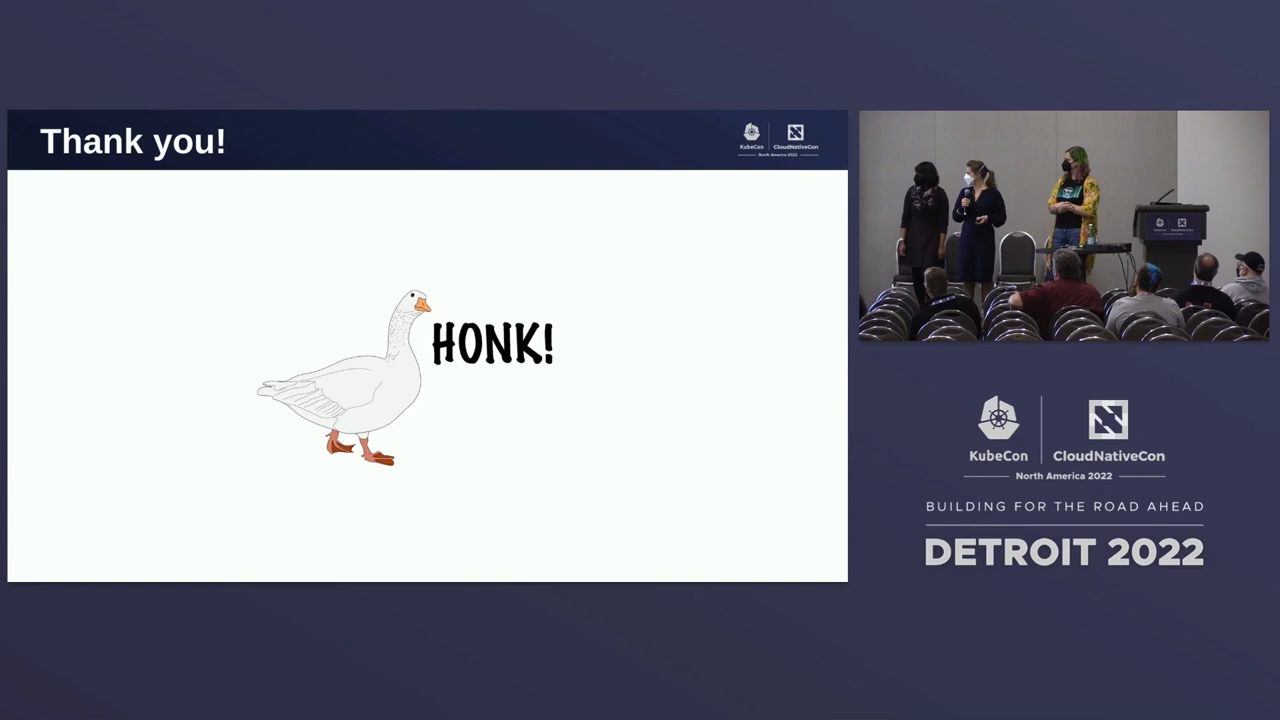 Thank you!
KubeCon CloudNativeCon
North America 2022
HONK!
KubeCon CloudNativeCon
North America 2022
BUILDING FOR THE ROAD AHEAD
DETROIT 2022